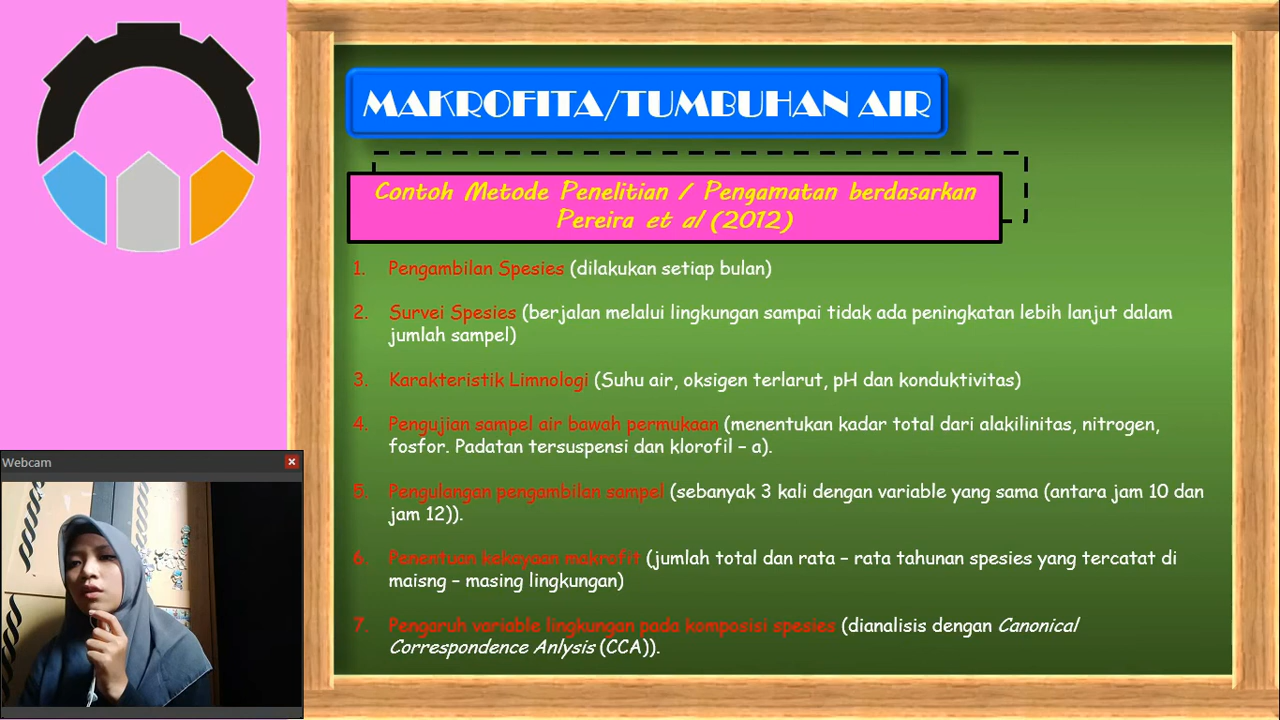 MAKROFITA/TUMBUHAN AIR
Contoh Metode Penelitian / Pengamatan berdasarkan
Pereira et al (2012)
1. Pengambilan Spesies (dilakukan setiap bulan)
2. Survei Spesies (berjalan melalui lingkungan sampai tidak ada peningkatan lebih lanjut dalam
jumlah sampel)
3. Karakteristik Limnologi (Suhu air, oksigen terlarut, pH dan konduktivitas)
4. Pengujian sampel air bawah permukaan (menentukan kadar total dari alakilinitas, nitrogen,
fosfor. Padatan tersuspensi dan klorofil – a).
5. Pengulangan pengambilan sampel (sebanyak 3 kali dengan variable yang sama (antara jam 10 dan
jam 12)).
6. Penentuan kekayaan makrofit (jumlah total dan rata – rata tahunan spesies yang tercatat di
maisng – masing lingkungan)
7. Pengaruh variable lingkungan pada komposisi spesies (dianalisis dengan Canonical
Correspondence Anlysis (CCA)).
Webcam